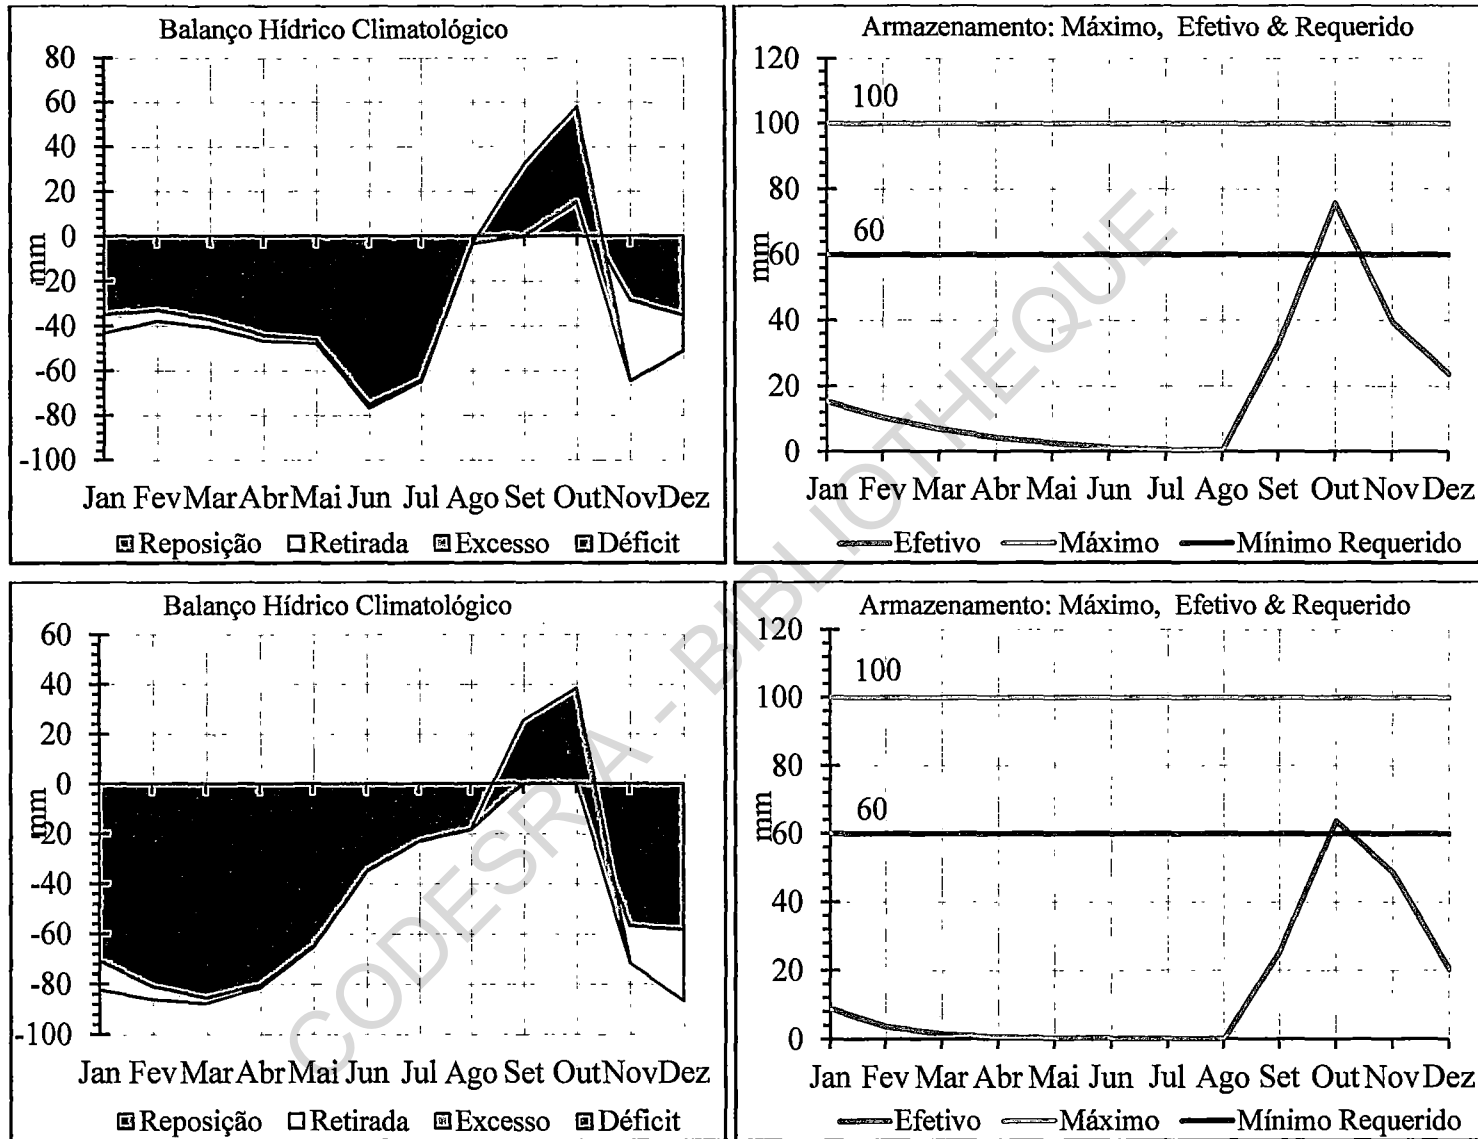 Balanço Hídrico Climatológico
80
60
40
20
0
-20
-40
-60
-80
-100
mm
Jan Fev Mar Abr Mai Jun Jul Ago Set Out Nov Dez
Reposição Retirada Excesso Déficit
Armazenamento: Máximo, Efetivo & Requerido
120
100
80
60
40
20
0
mm
100
60
Jan Fev Mar Abr Mai Jun Jul Ago Set Out Nov Dez
Efetivo Máximo Mínimo Requerido
Balanço Hídrico Climatológico
60
40
20
0
-20
-40
-60
-80
-100
mm
Jan Fev Mar Abr Mai Jun Jul Ago Set Out Nov Dez
Reposição Retirada Excesso Déficit
Armazenamento: Máximo, Efetivo & Requerido
120
100
80
60
40
20
0
mm
100
60
Jan Fev Mar Abr Mai Jun Jul Ago Set Out Nov Dez
Efetivo Máximo Mínimo Requerido
CODESRA - BIBLIOTHEQUE